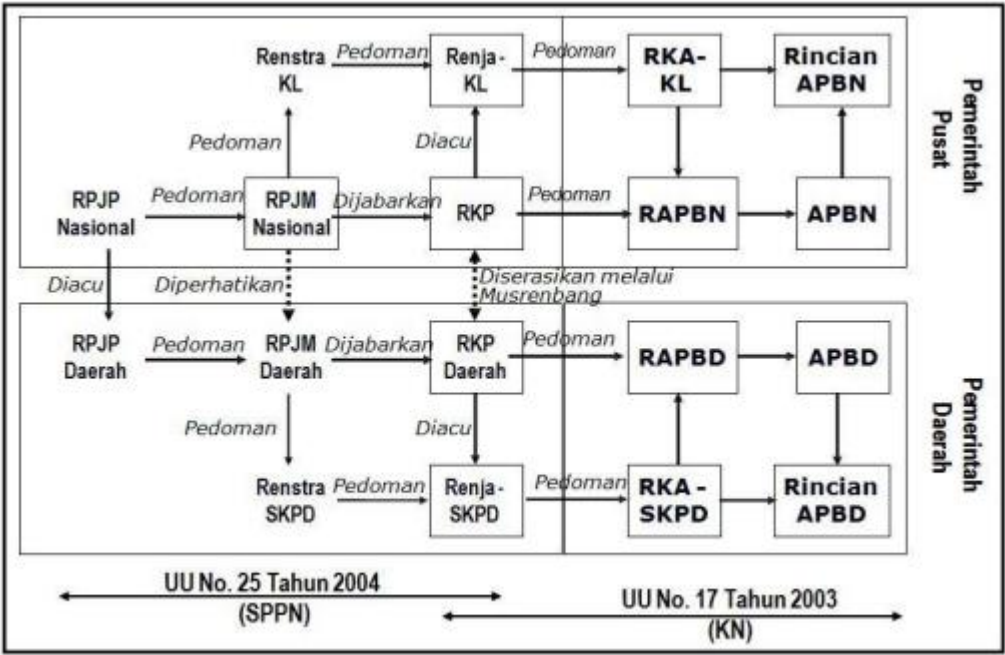 Renstra
KL
Pedoman
Renja-
KL
Pedoman
RKA-
KL
Rincian
APBN
Pemerintah
Pusat
Pedoman
Diacu
RPJP
Nasional
Pedoman
RPJM
Nasional
Dijabarkan
RKP
Pedoman
RAPBN
APBN
Diacu
Diperhatikan
Diserasikan melalui
Musrenbang
RPJP
Daerah
Pedoman
RPJM
Daerah
Dijabarkan
RKP
Daerah
Pedoman
RAPBD
APBD
Pemerintah
Daerah
Pedoman
Diacu
Renstra
SKPD
Pedoman
Renja-
SKPD
Pedoman
RKA -
SKPD
Rincian
APBD
UU No. 25 Tahun 2004
(SPPN)
UU No. 17 Tahun 2003
(KN)